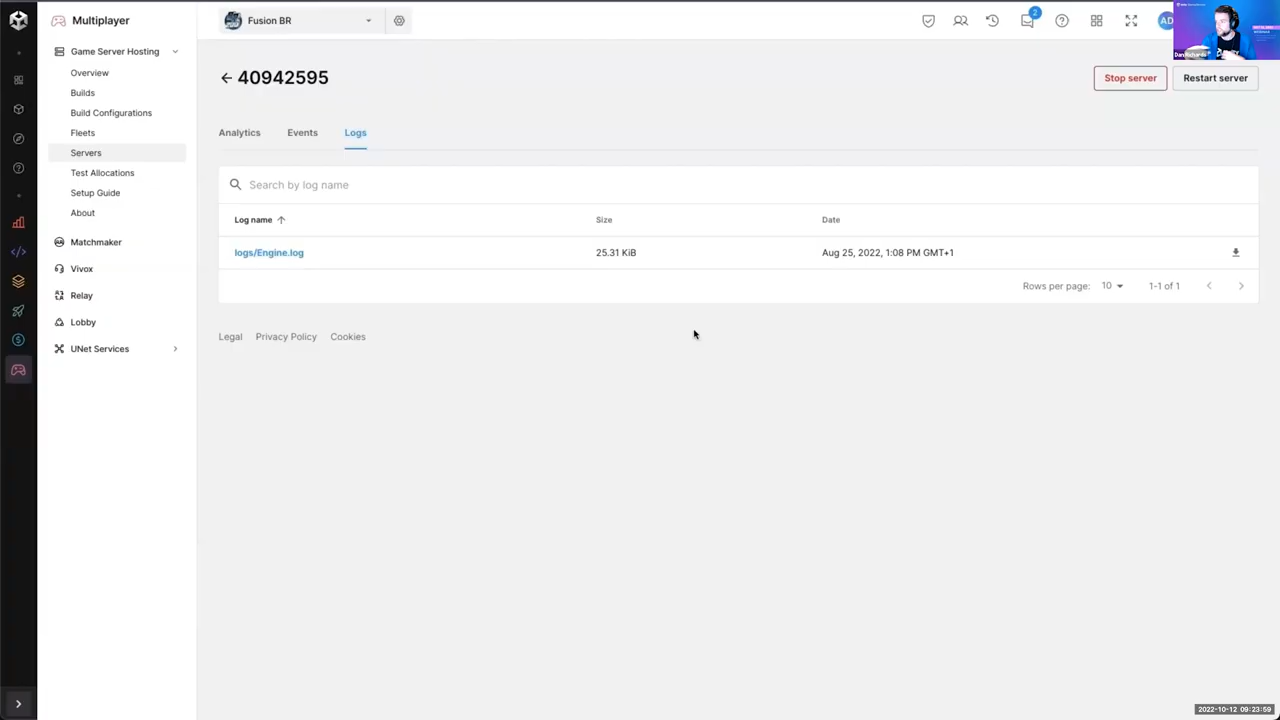 Multiplayer
Fusion BR
2
AD
Game Server Hosting
Overview
Builds
Build Configurations
Fleets
Servers
Test Allocations
Setup Guide
About
Matchmaker
Vivox
Relay
Lobby
UNet Services
40942595
Stop server
Restart server
Analytics Events Logs
Search by log name
Log name Size Date
logs/Engine.log 25.31 KiB Aug 25, 2022, 1:08 PM GMT+1
Rows per page: 10 1-1 of 1
Legal Privacy Policy Cookies
2022-10-12 09:23:59